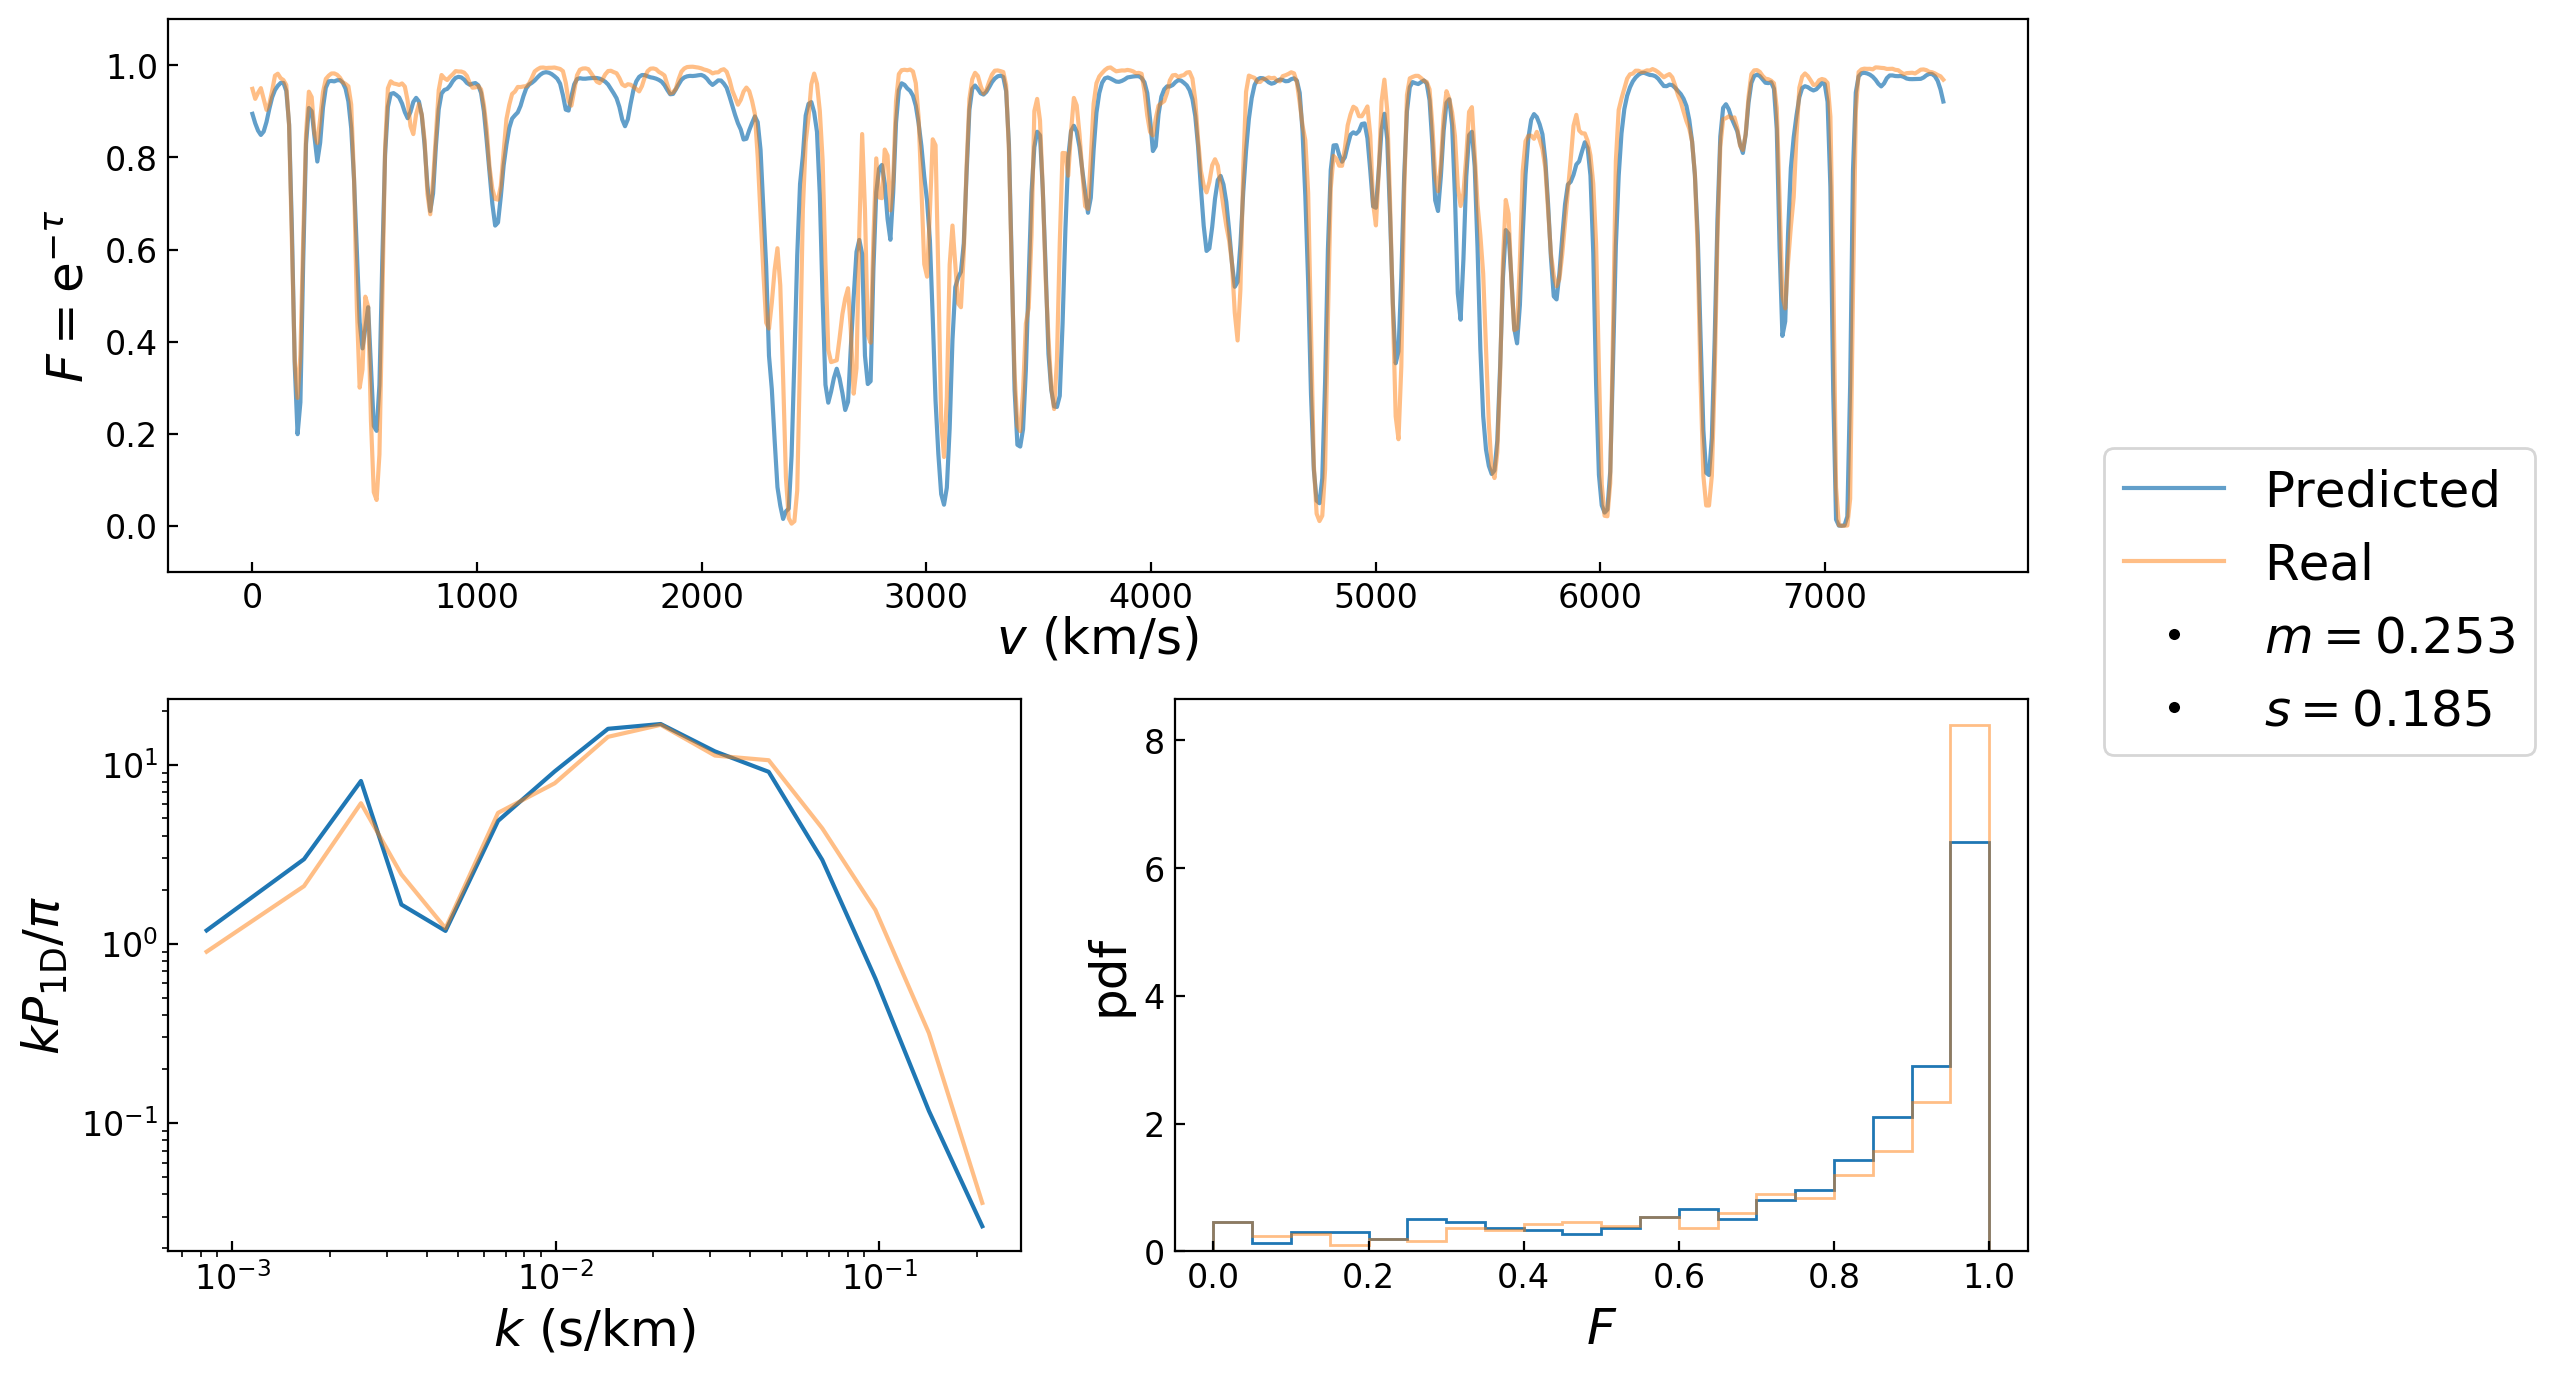 1.0
0.8
0.6
0.4
0.2
0.0
F = e^{−τ}
0 1000 2000 3000 4000 5000 6000 7000
v (km/s)
Predicted
Real
m = 0.253
s = 0.185
10^1
10^0
10^{−1}
kP_{1D}/π
10^{−3} 10^{−2} 10^{−1}
k (s/km)
8
6
4
2
0
pdf
0.0 0.2 0.4 0.6 0.8 1.0
F